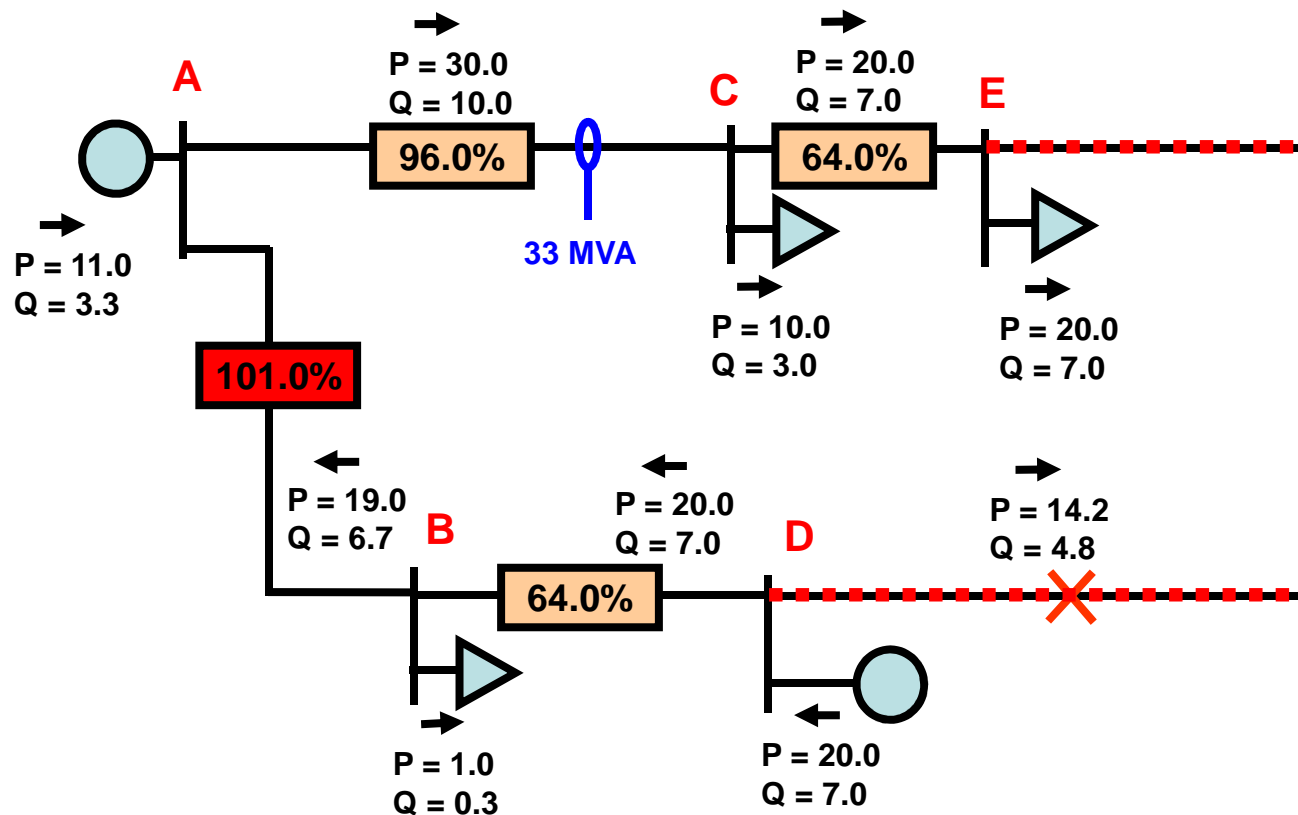 P = 30.0
Q = 10.0
P = 20.0
Q = 7.0
A
C
E
96.0%
64.0%
33 MVA
P = 11.0
Q = 3.3
P = 10.0
Q = 3.0
P = 20.0
Q = 7.0
101.0%
P = 19.0
Q = 6.7
B
P = 20.0
Q = 7.0
D
P = 14.2
Q = 4.8
64.0%
P = 1.0
Q = 0.3
P = 20.0
Q = 7.0